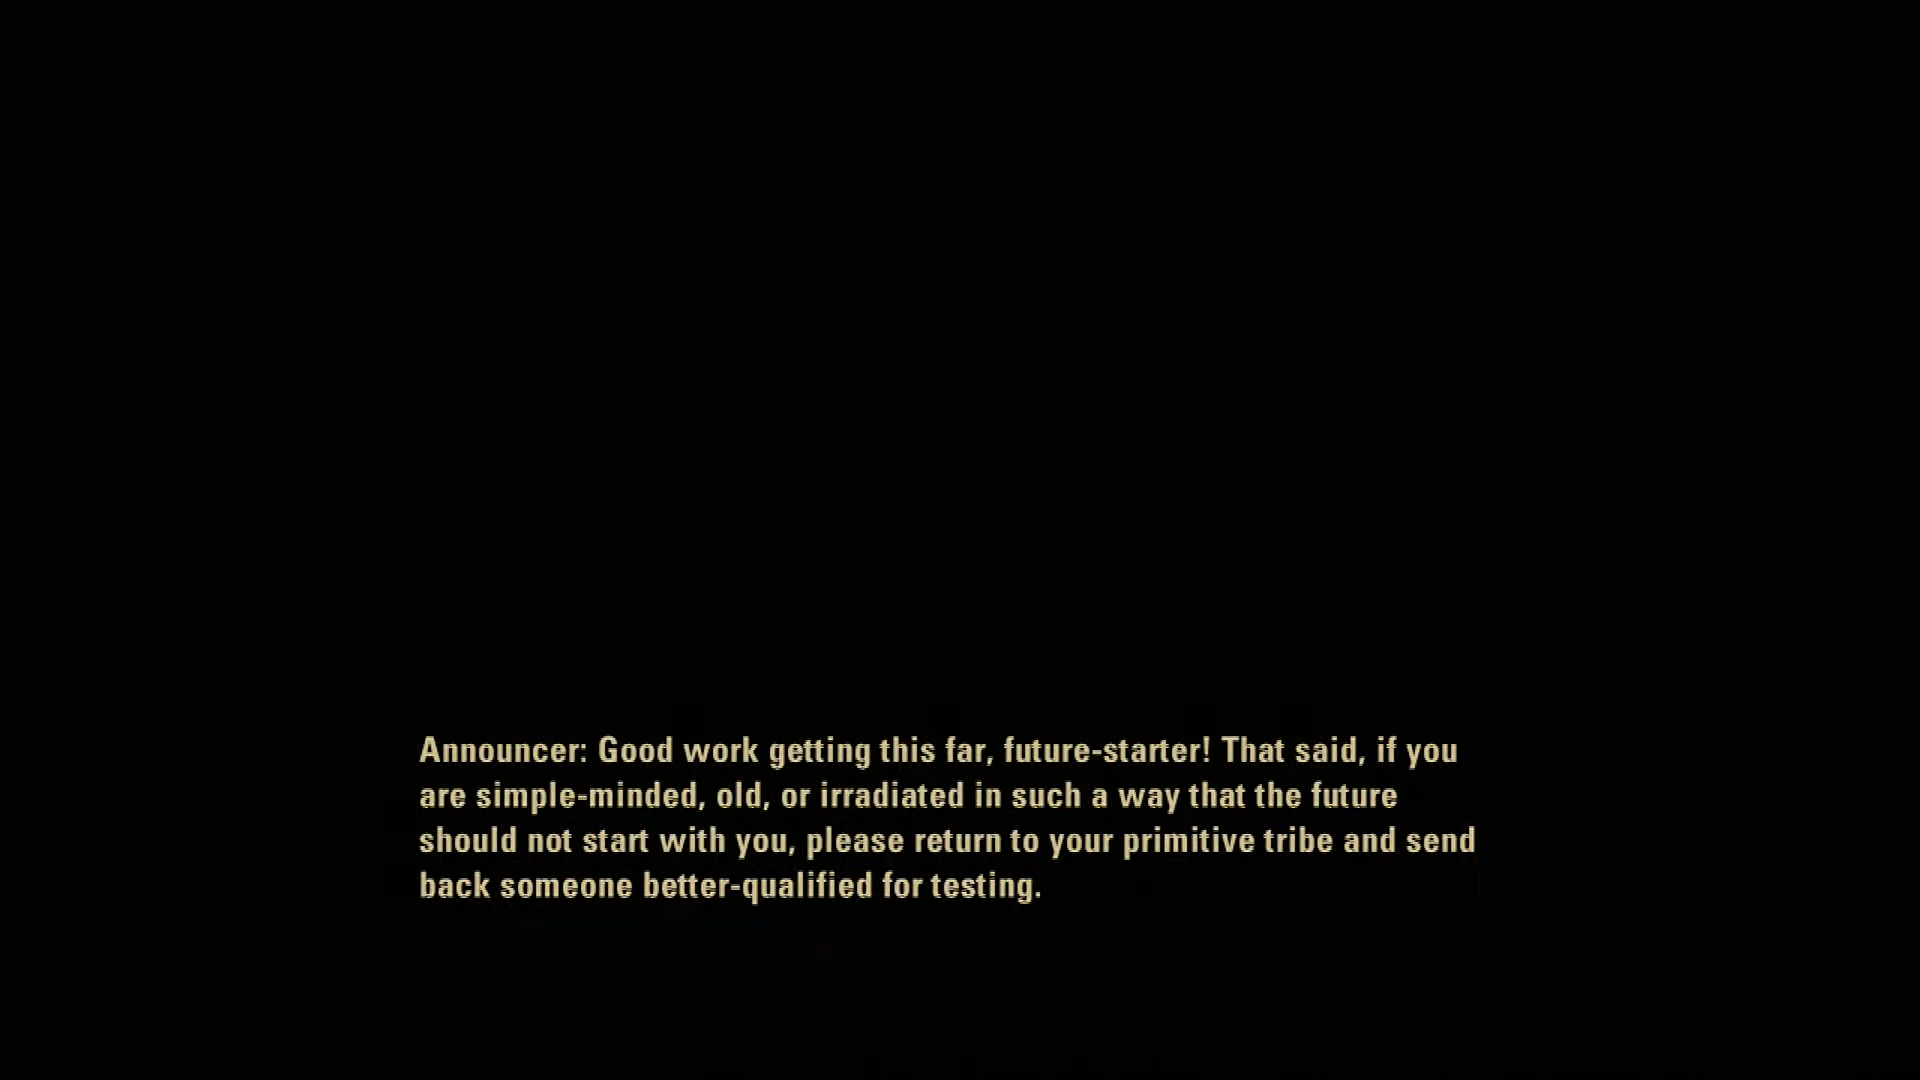 Announcer: Good work getting this far, future-starter! That said, if you
are simple-minded, old, or irradiated in such a way that the future
should not start with you, please return to your primitive tribe and send
back someone better-qualified for testing.